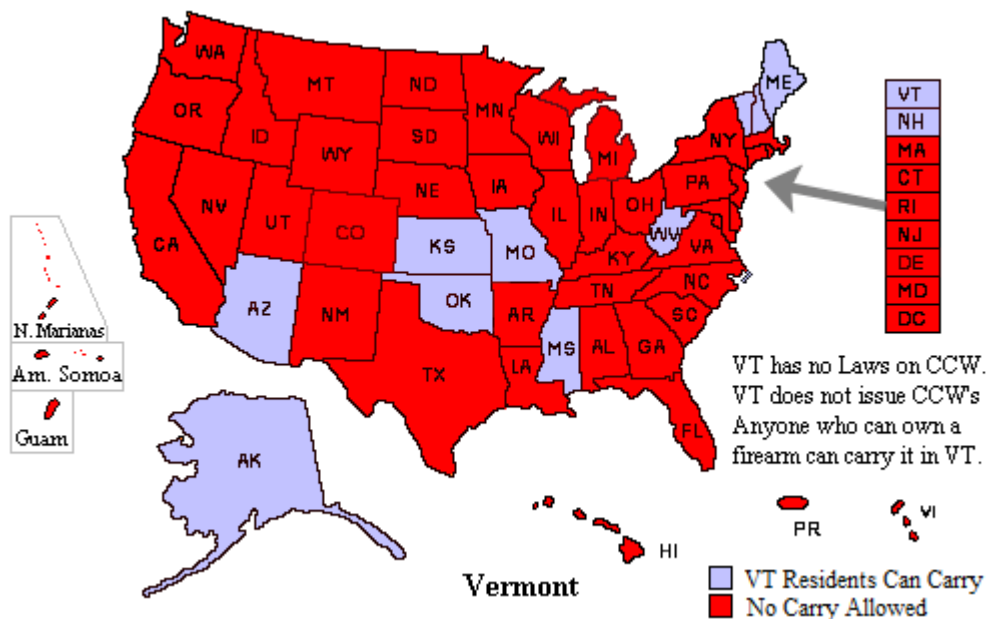 WA
MT
ND
MN
ME
VT
NH
OR
ID
SD
WI
MI
NY
MA
WY
CT
NE
IA
PA
RI
NV
UT
CO
IL
IN
OH
NJ
CA
KS
MO
WV
VA
DE
KY
MD
AZ
NM
OK
AR
TN
NC
DC
SC
N. Marianas
MS
AL
GA
TX
LA
Am. Somoa
FL
Guam
VT has no Laws on CCW.
VT does not issue CCW's
Anyone who can own a
firearm can carry it in VT.
AK
HI
PR
VI
Vermont
VT Residents Can Carry
No Carry Allowed